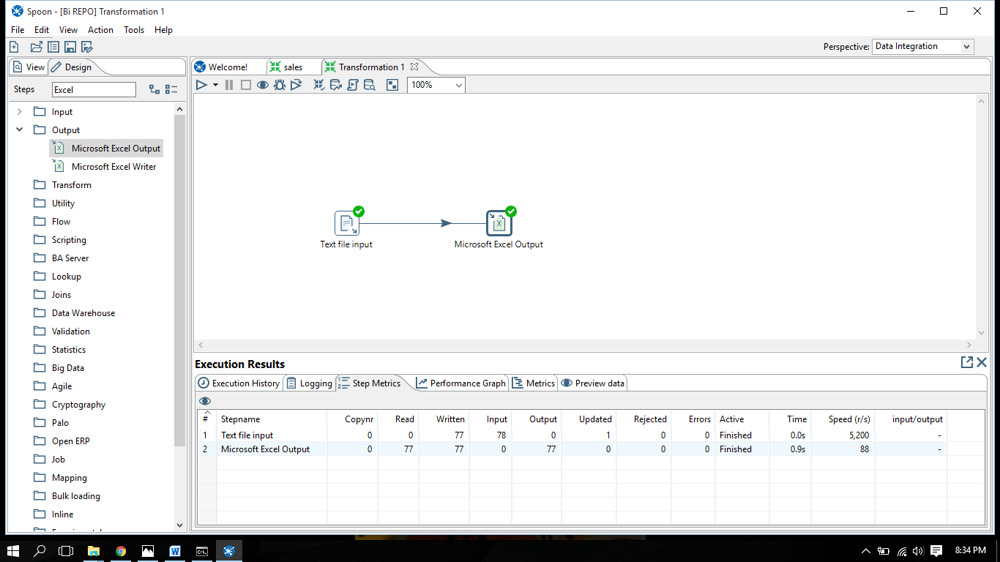 Spoon - [Bi REPO] Transformation 1
File Edit View Action Tools Help
Perspective: Data Integration
View Design
Welcome! sales Transformation 1
Steps Excel
100%
Input
Output
Microsoft Excel Output
Microsoft Excel Writer
Transform
Utility
Flow
Scripting
BA Server
Lookup
Joins
Data Warehouse
Validation
Statistics
Big Data
Agile
Cryptography
Palo
Open ERP
Job
Mapping
Bulk loading
Inline
Text file input
Microsoft Excel Output
Execution Results
Execution History Logging Step Metrics Performance Graph Metrics Preview data
# Stepname Copynr Read Written Input Output Updated Rejected Errors Active Time Speed (r/s) input/output
1 Text file input 0 0 77 78 0 1 0 0 Finished 0.0s 5,200 -
2 Microsoft Excel Output 0 77 77 0 77 0 0 0 Finished 0.9s 88 -
8:34 PM